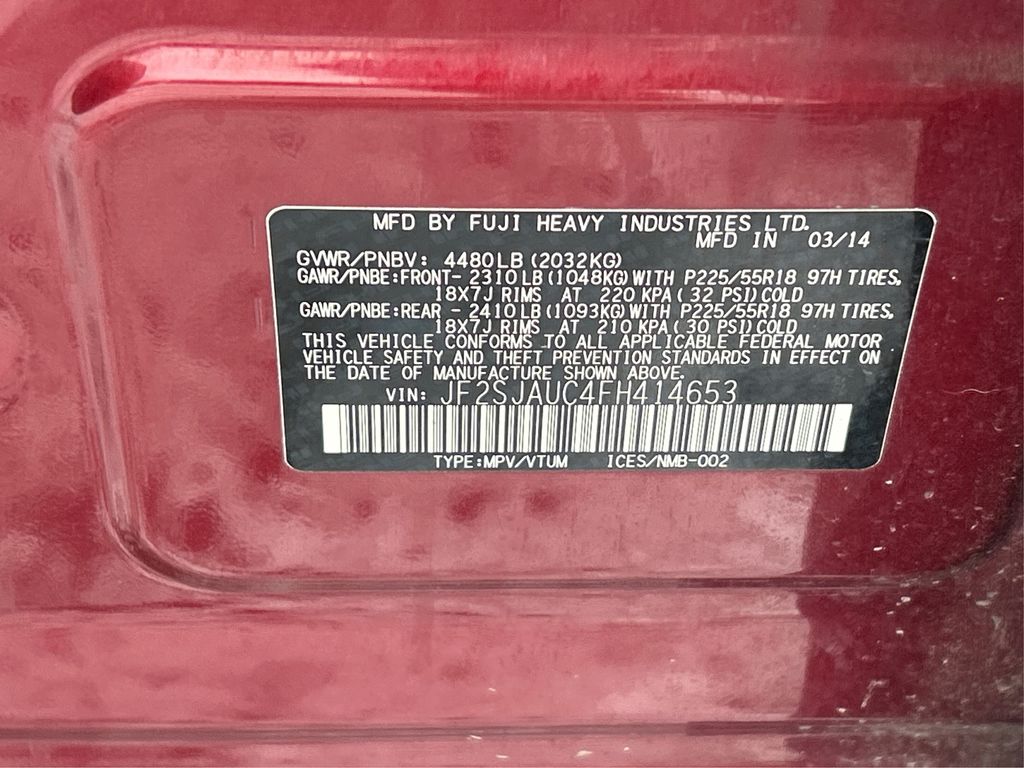 MFD BY FUJI HEAVY INDUSTRIES LTD.
MFD IN 03/14
GVWR/PNBV: 4480LB(2032KG)
GAWR/PNBE:FRONT- 2310LB(1048KG)WITH P225/55R18 97H TIRES,
18X7J RIMS AT 220 KPA(32 PSI)COLD
GAWR/PNBE:REAR - 2410LB(1093KG)WITH P225/55R18 97H TIRES,
18X7J RIMS AT 210 KPA(30 PSI)COLD
THIS VEHICLE CONFORMS TO ALL APPLICABLE FEDERAL MOTOR
VEHICLE SAFETY AND THEFT PREVENTION STANDARDS IN EFFECT ON
THE DATE OF MANUFACTURE SHOWN ABOVE.
VIN: JF2SJAUC4FH414653
TYPE:MPV/VTUM ICES/NMB-002